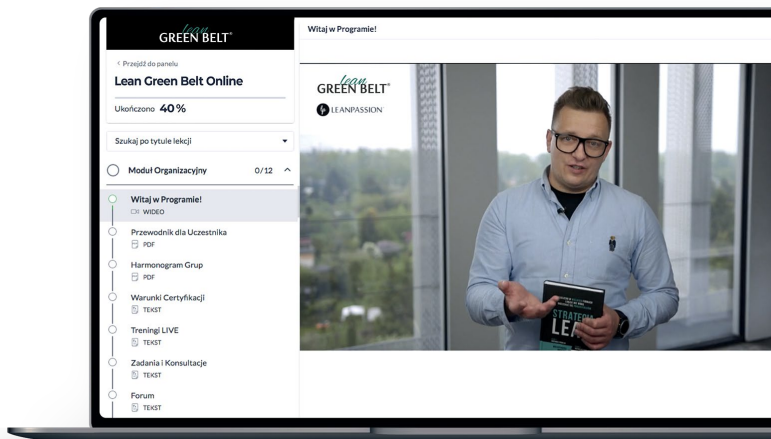 lean
GREEN BELT®
Witaj w Programie!
< Przejdź do panelu
Lean Green Belt Online
Ukończono 40%
Szukaj po tytule lekcji
Moduł Organizacyjny 0/12
Witaj w Programie!
WIDEO
Przewodnik dla Uczestnika
PDF
Harmonogram Grup
PDF
Warunki Certyfikacji
TEKST
Treningi LIVE
TEKST
Zadania i Konsultacje
TEKST
Forum
TEKST
lean
GREEN BELT®
LEANPASSION
STRATEGIA